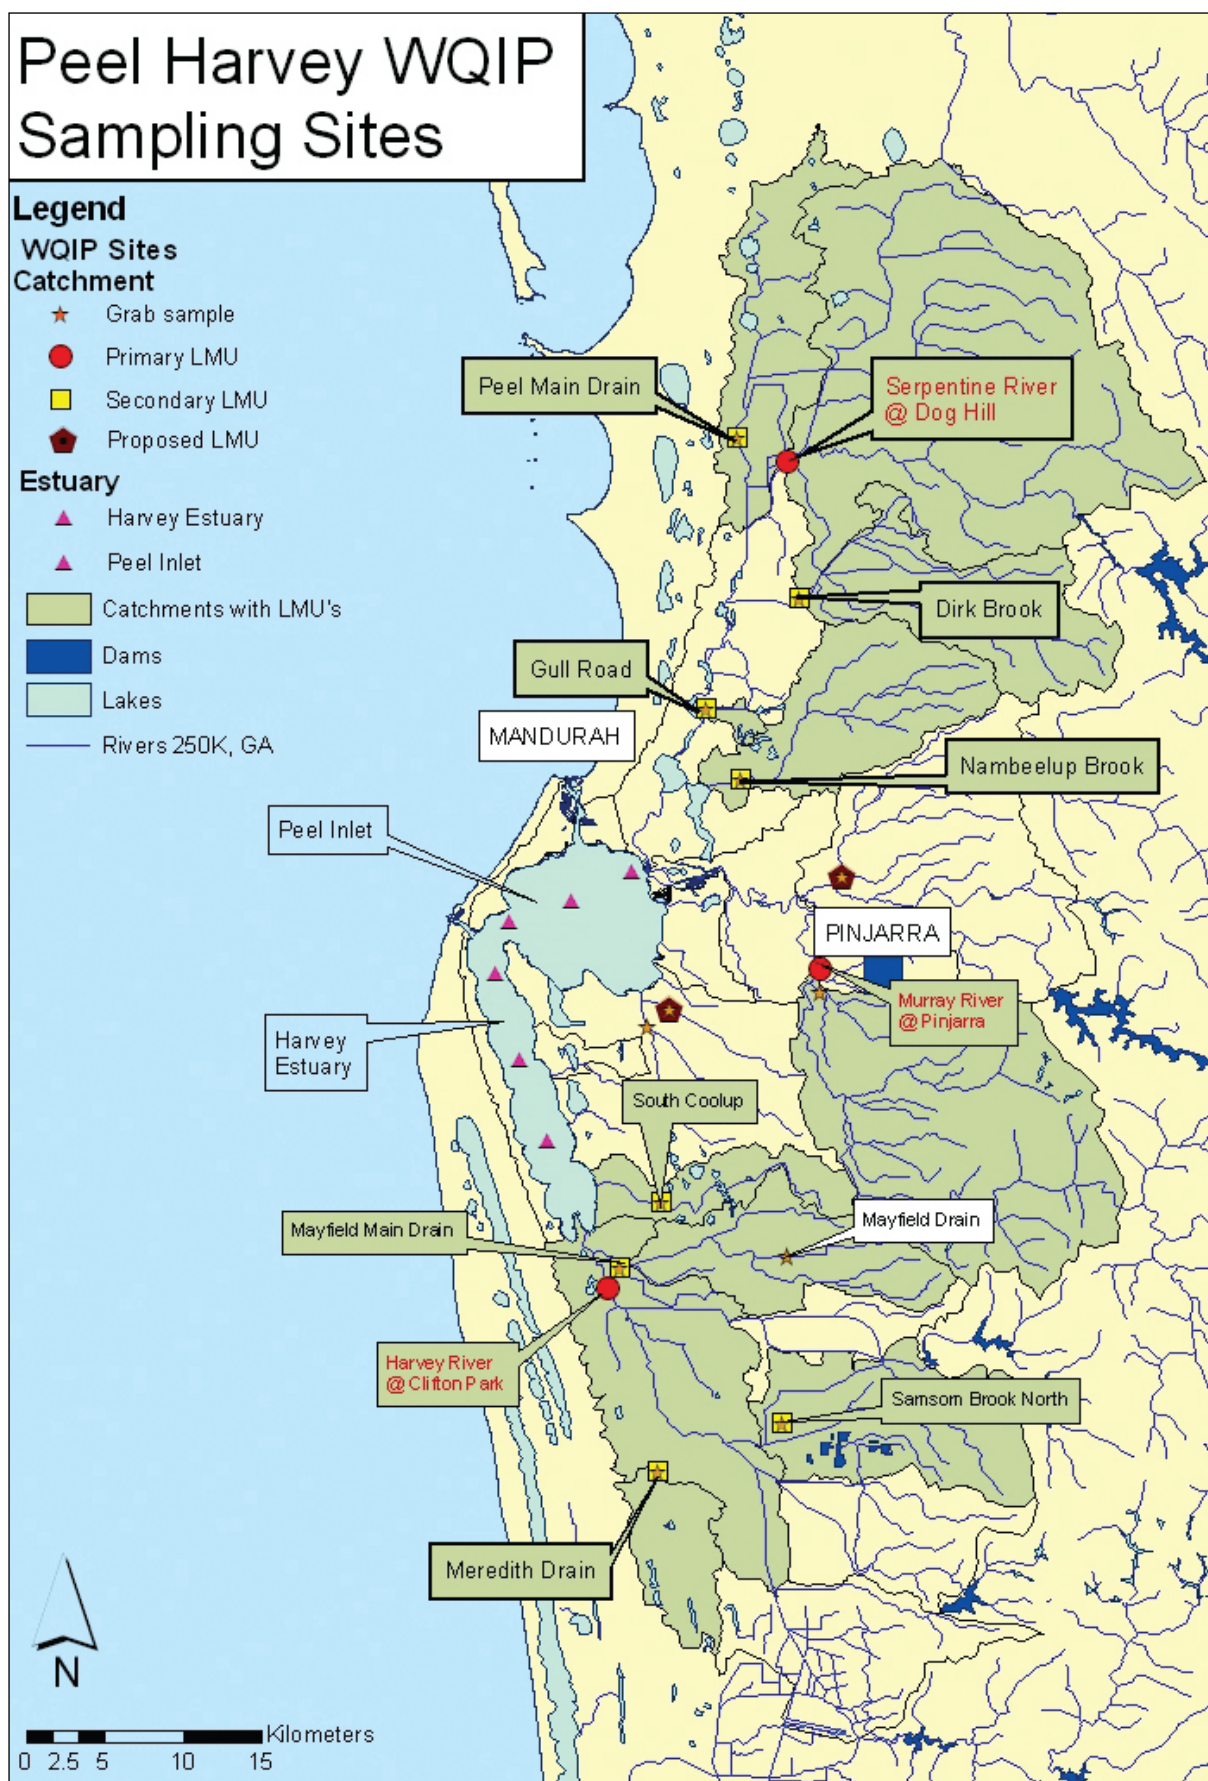 Peel Harvey WQIP
Sampling Sites
Legend
WQIP Sites
Catchment
Grab sample
Primary LMU
Secondary LMU
Proposed LMU
Estuary
Harvey Estuary
Peel Inlet
Catchments with LMU's
Dams
Lakes
Rivers 250K, GA
Peel Main Drain
Serpentine River
@ Dog Hill
Dirk Brook
Gull Road
MANDURAH
Nambeelup Brook
Peel Inlet
PINJARRA
Murray River
@ Pinjarra
Harvey
Estuary
South Coolup
Mayfield Drain
Mayfield Main Drain
Harvey River
@ Clifton Park
Samsom Brook North
Meredith Drain
N
Kilometers
0 2.5 5 10 15